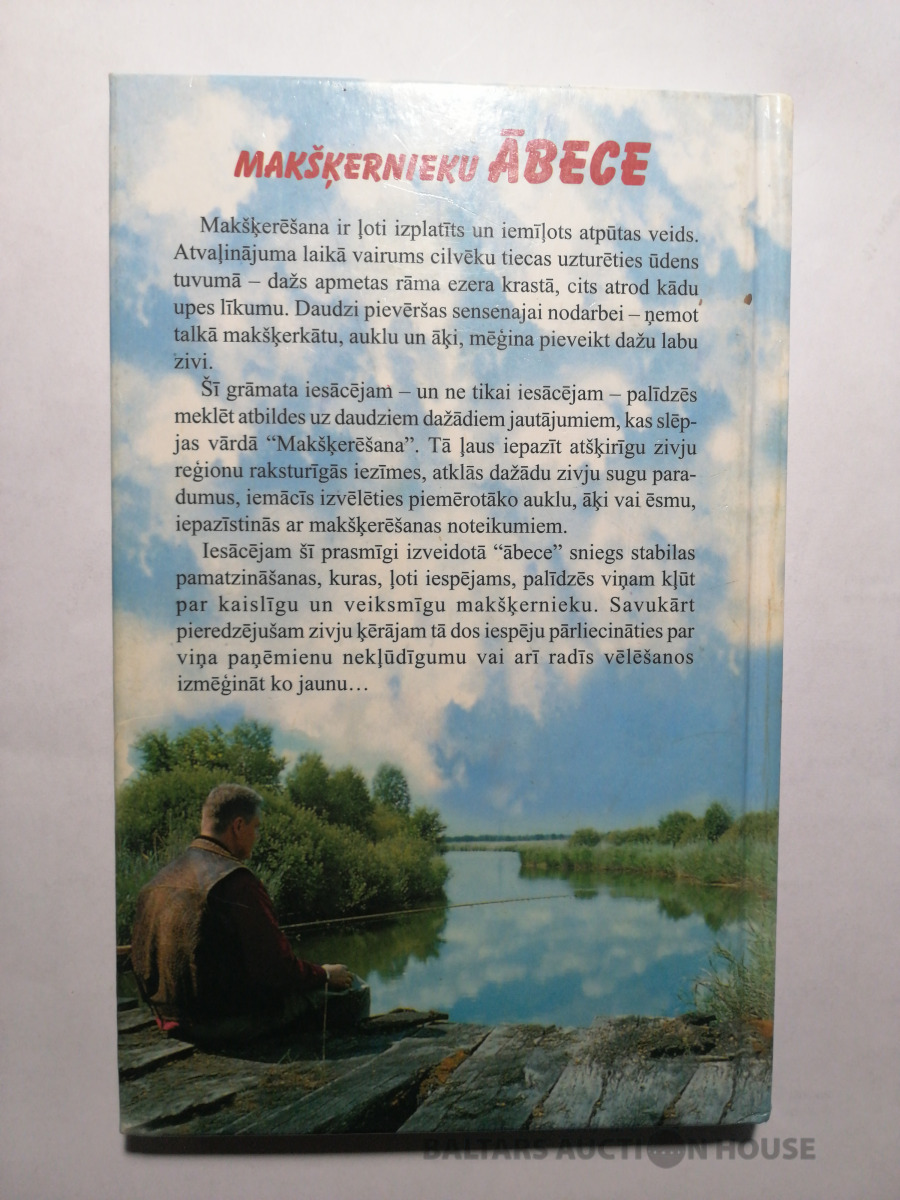 MAKŠĶERNIEKU ĀBECE
Makšķerēšana ir ļoti izplatīts un iemīļots atpūtas veids.
Atvaļinājuma laikā vairums cilvēku tiecas uzturēties ūdens
tuvumā – dažs apmetas rāma ezera krastā, cits atrod kādu
upes līkumu. Daudzi pievēršas sensenajai nodarbei – ņemot
talkā makšķerkātu, auklu un āķi, mēģina pieveikt dažu labu
zivi.
Šī grāmata iesācējam – un ne tikai iesācējam – palīdzēs
meklēt atbildes uz daudziem dažādiem jautājumiem, kas slēp-
jas vārdā “Makšķerēšana”. Tā ļaus iepazīt atšķirīgu zivju
reģionu raksturīgās iezīmes, atklās dažādu zivju sugu para-
dumus, iemācīs izvēlēties piemērotāko auklu, āķi vai ēsmu,
iepazīstinās ar makšķerēšanas noteikumiem.
Iesācējam šī prasmīgi izveidotā “ābece” sniegs stabilas
pamatzināšanas, kuras, ļoti iespējams, palīdzēs viņam kļūt
par kaislīgu un veiksmīgu makšķernieku. Savukārt
pieredzējušam zivju ķērājam tā dos iespēju pārliecināties par
viņa paņēmienu nekļūdīgumu vai arī radīs vēlēšanos
izmēģināt ko jaunu…
BALTARS AUCTION HOUSE